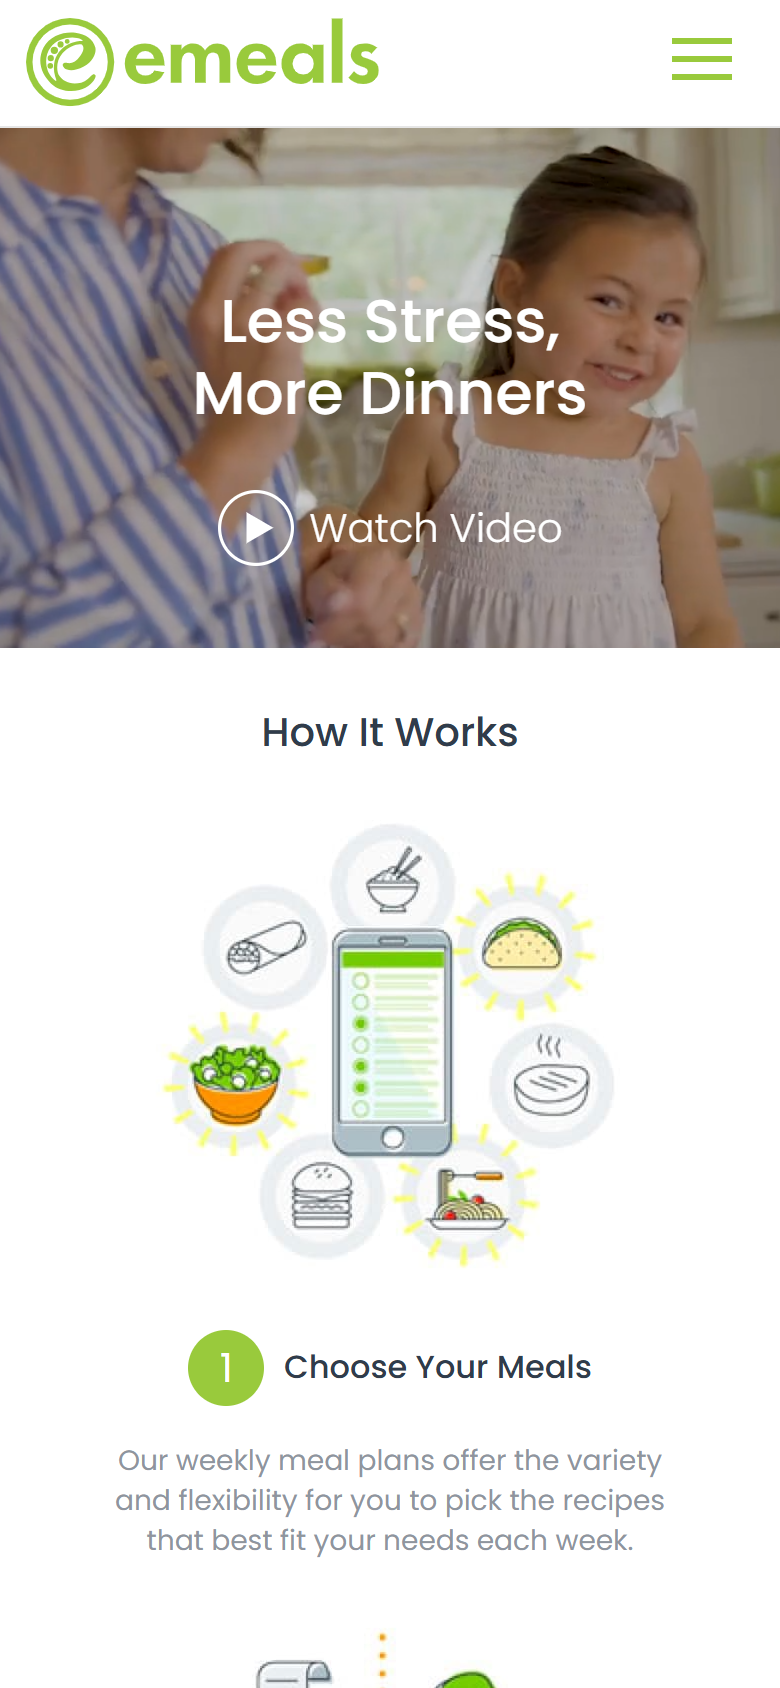 emeals
Less Stress,
More Dinners
Watch Video
How It Works
1 Choose Your Meals
Our weekly meal plans offer the variety
and flexibility for you to pick the recipes
that best fit your needs each week.